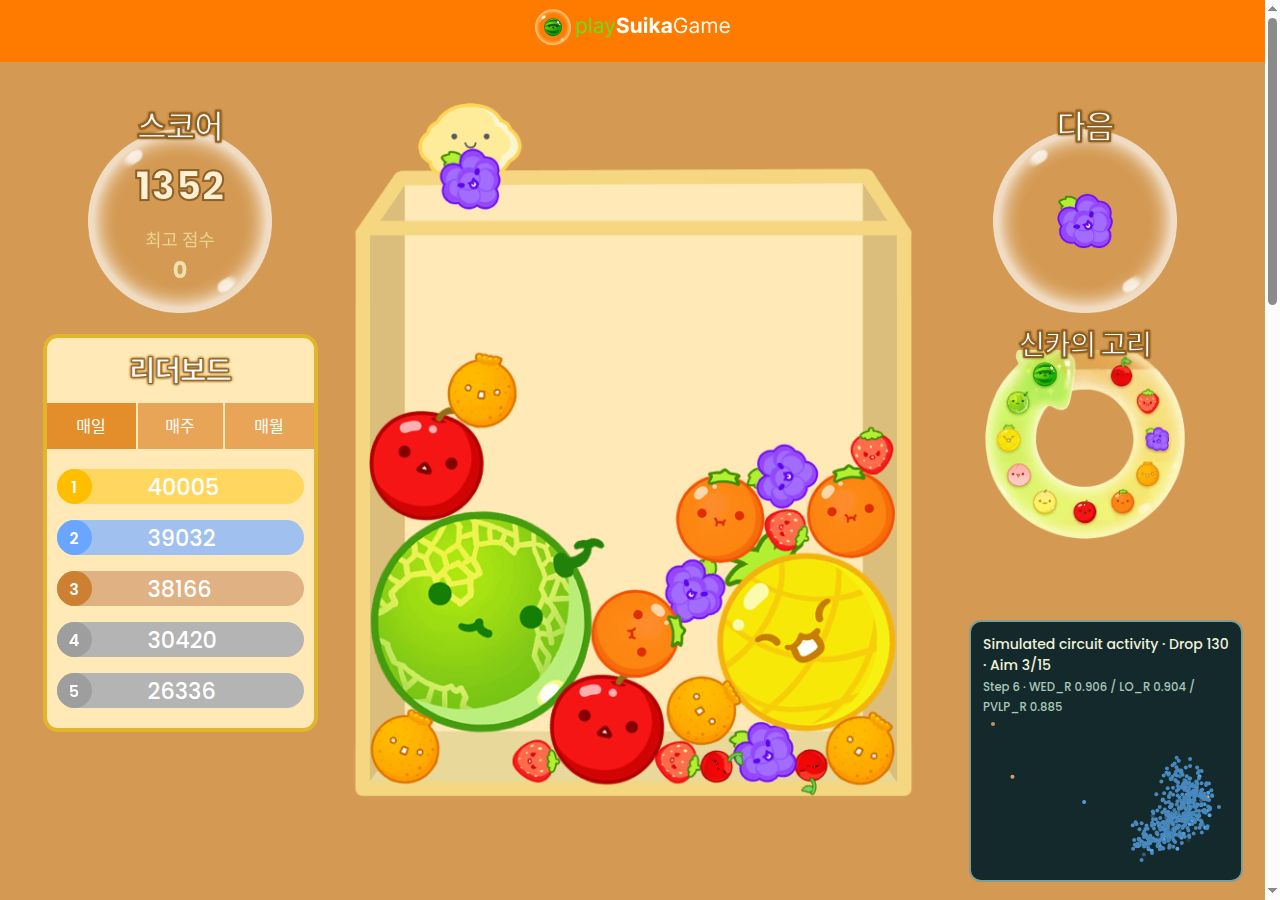 playSuikaGame
스코어
1352
최고 점수
0
다음
신카의 고리
리더보드
매일
매주
매월
1 40005
2 39032
3 38166
4 30420
5 26336
Simulated circuit activity · Drop 130
· Aim 3/15
Step 6 · WED_R 0.906 / LO_R 0.904 /
PVLP_R 0.885